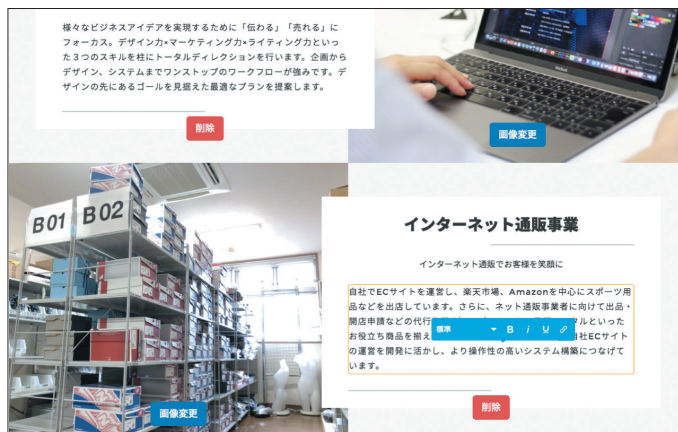 様々なビジネスアイデアを実現するために「伝わる」「売れる」に
フォーカス。デザイン力×マーケティング力×ライティング力といっ
た３つのスキルを柱にトータルディレクションを行います。企画から
デザイン、システムまでワンストップのワークフローが強みです。デ
ザインの先にあるゴールを見据えた最適なプランを提案します。
削除
画像変更
B01 B02
画像変更
インターネット通販事業
インターネット通販でお客様を笑顔に
自社でECサイトを運営し、楽天市場、Amazonを中心にスポーツ用
品などを出店しています。さらに、ネット通販事業者に向けて出品・
開店申請などの代行
ルといった
標準 B i U
お役立ち商品を揃え
自社ECサイト
の運営を開発に活かし、より操作性の高いシステム構築につなげて
います。
削除